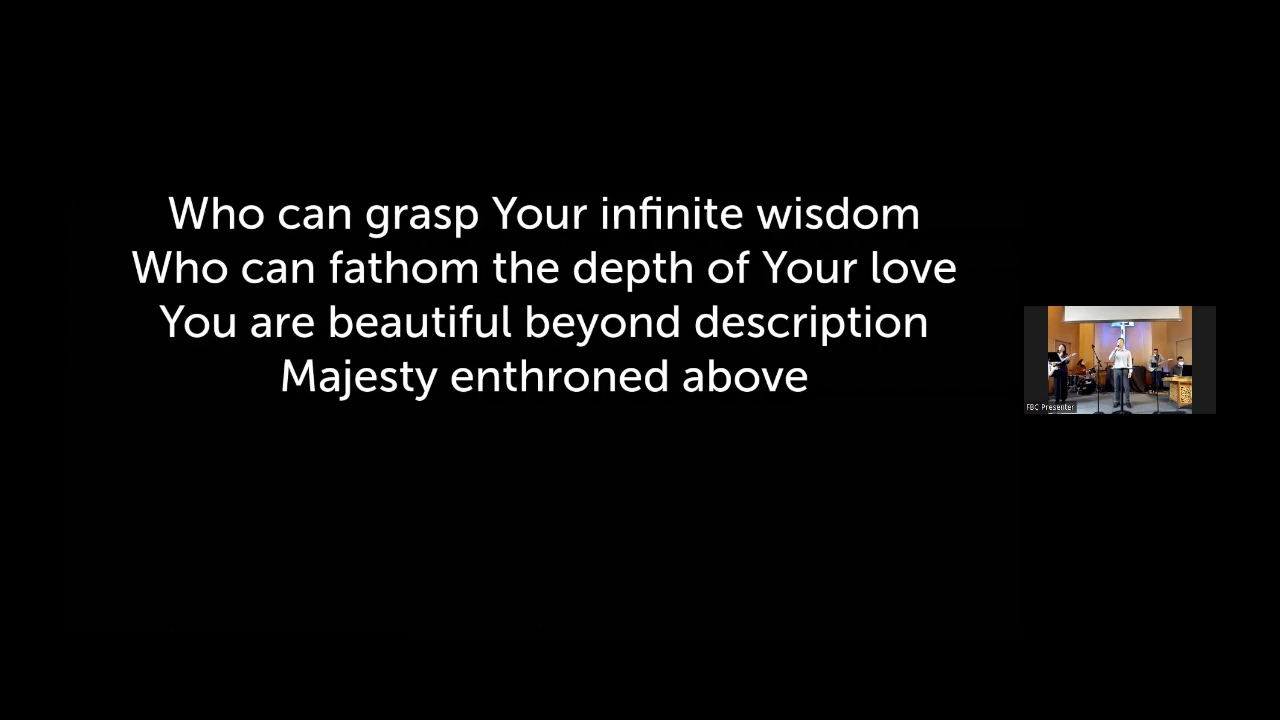 Who can grasp Your infinite wisdom
Who can fathom the depth of Your love
You are beautiful beyond description
Majesty enthroned above
FBC Presenter